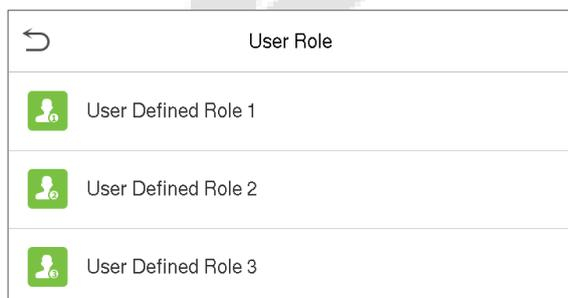 User Role
User Defined Role 1
User Defined Role 2
User Defined Role 3